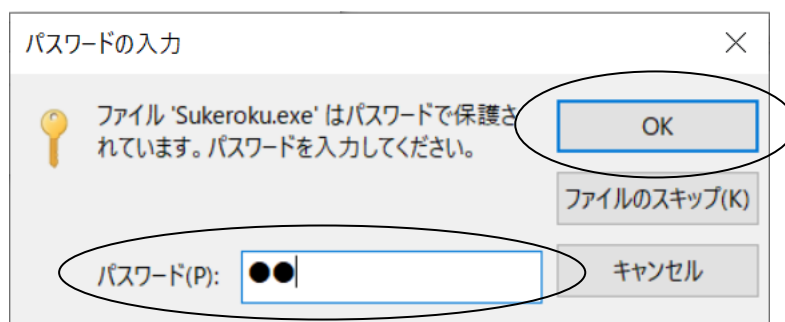 パスワードの入力
ファイル 'Sukeroku.exe' はパスワードで保護さ
れています。パスワードを入力してください。
OK
ファイルのスキップ(K)
パスワード(P): ●●
キャンセル